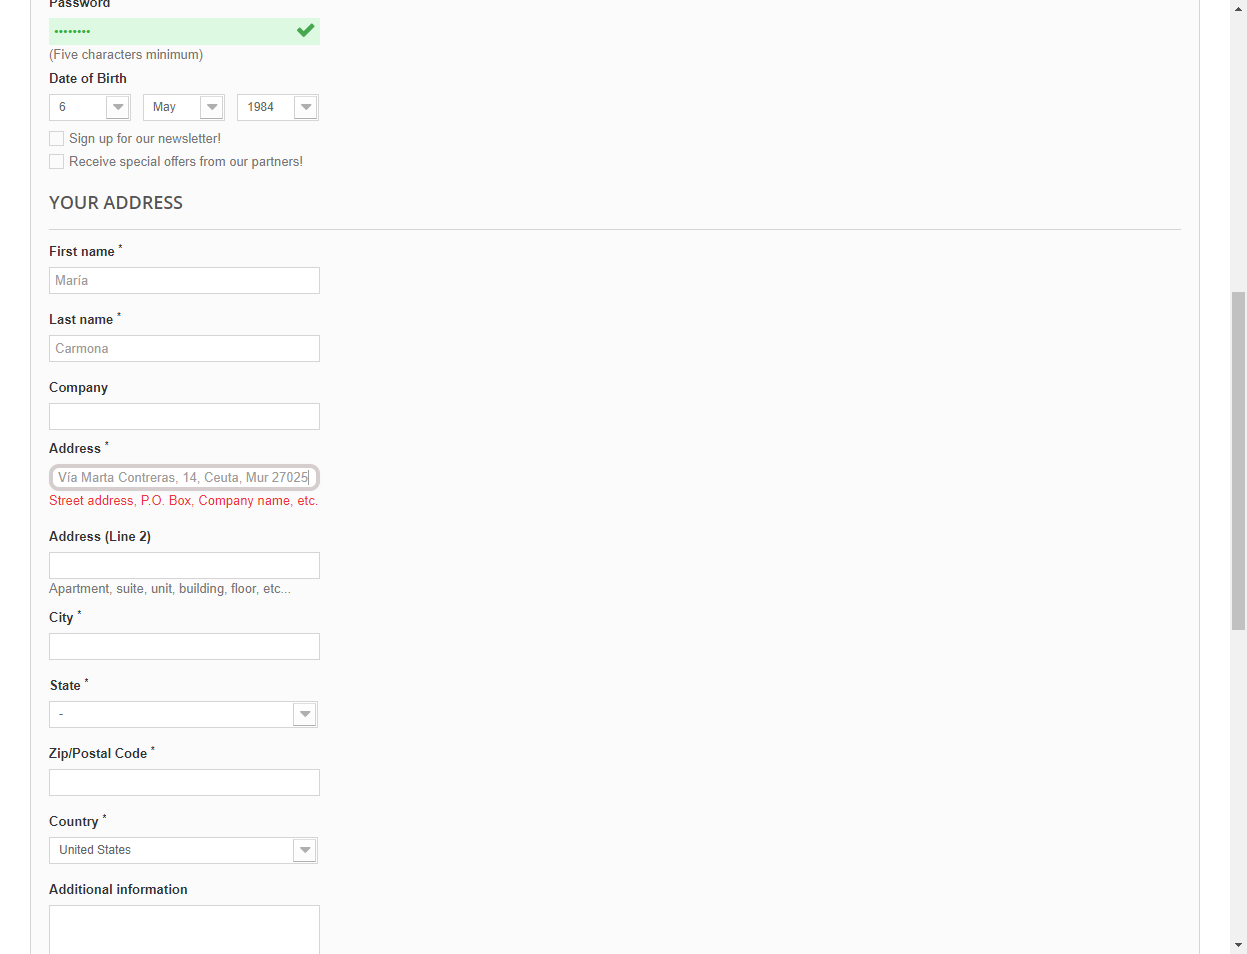 Password
••••••••
(Five characters minimum)
Date of Birth
6 May 1984
Sign up for our newsletter!
Receive special offers from our partners!
YOUR ADDRESS
First name *
María
Last name *
Carmona
Company
Address *
Vía Marta Contreras, 14, Ceuta, Mur 27025
Street address, P.O. Box, Company name, etc.
Address (Line 2)
Apartment, suite, unit, building, floor, etc...
City *
State *
-
Zip/Postal Code *
Country *
United States
Additional information